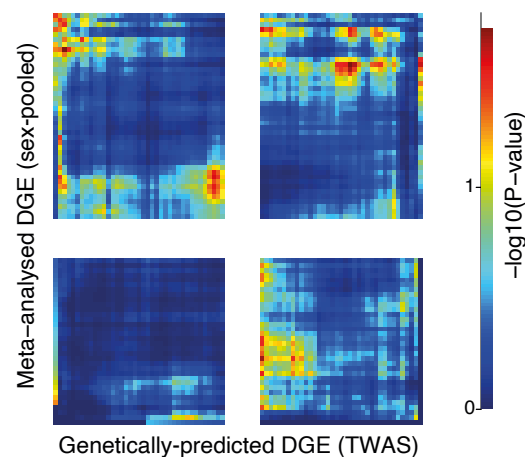 Meta−analysed DGE (sex-pooled)
Genetically-predicted DGE (TWAS)
−log10(P−value)
1
0